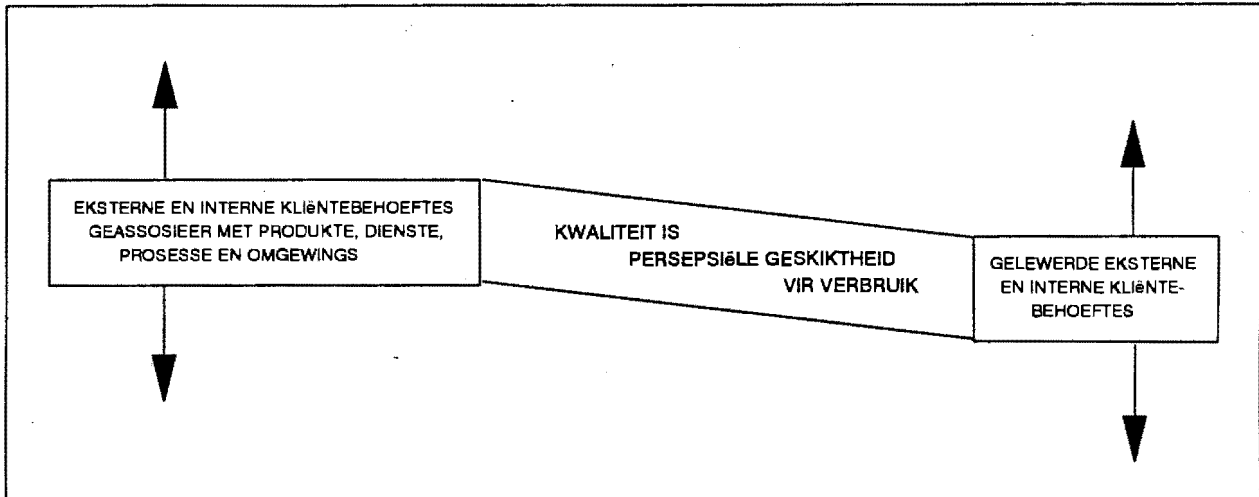 EKSTERNE EN INTERNE KLIëNTEBEHOEFTES
GEASSOSIEER MET PRODUKTE, DIENSTE,
PROSESSE EN OMGEWINGS
KWALITEIT IS
PERSEPSIëLE GESKIKTHEID
VIR VERBRUIK
GELEWERDE EKSTERNE
EN INTERNE KLIëNTE-
BEHOEFTES